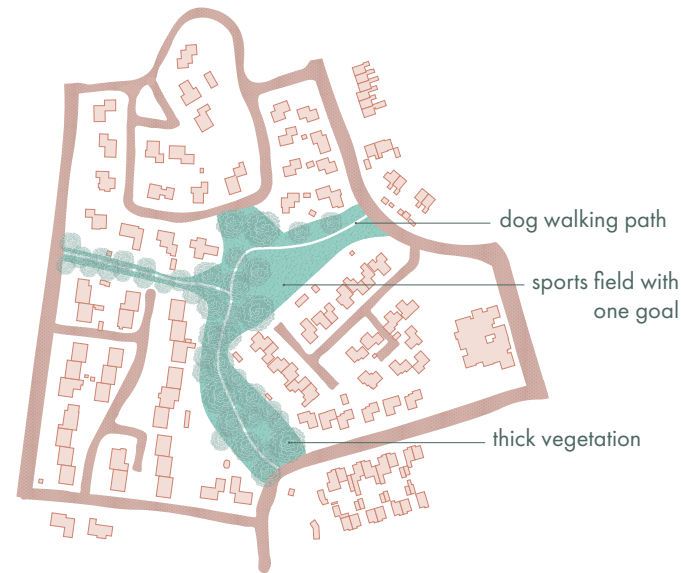 dog walking path
sports field with
one goal
thick vegetation